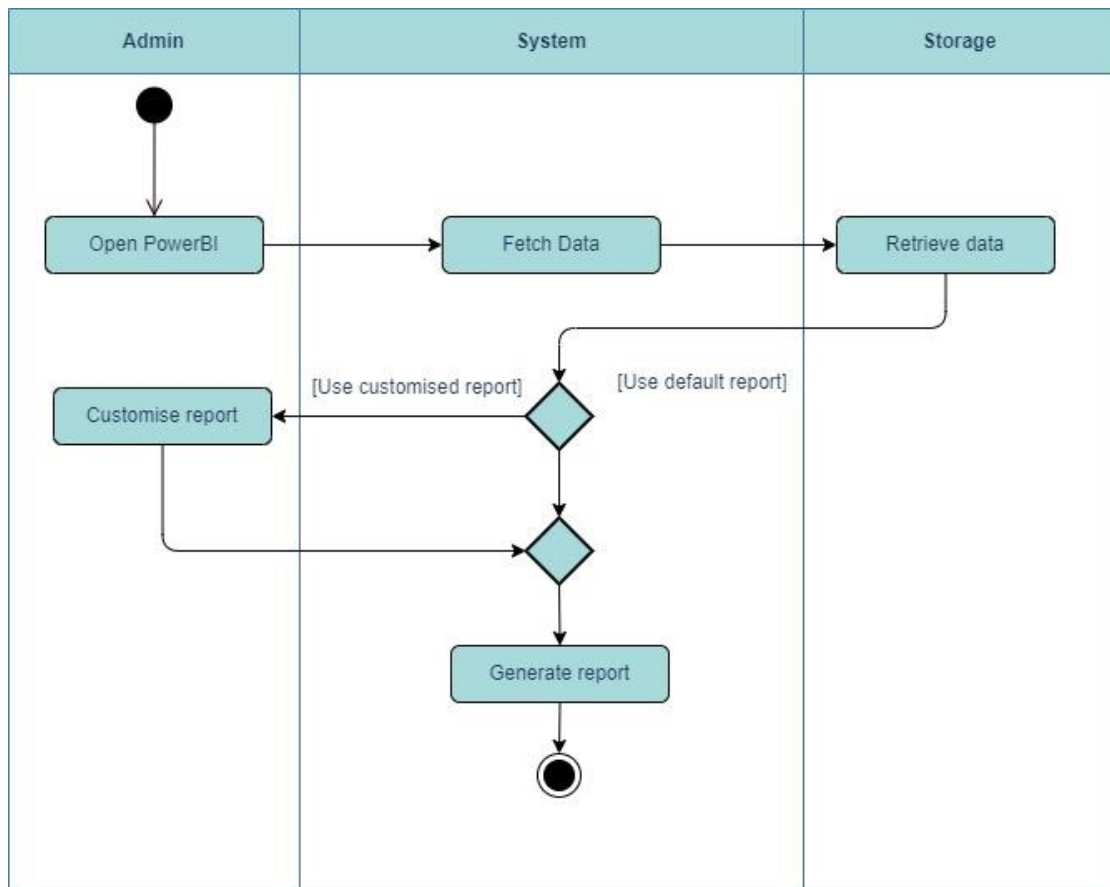 Admin
System
Storage
Open PowerBI
Fetch Data
Retrieve data
[Use customised report]
[Use default report]
Customise report
Generate report